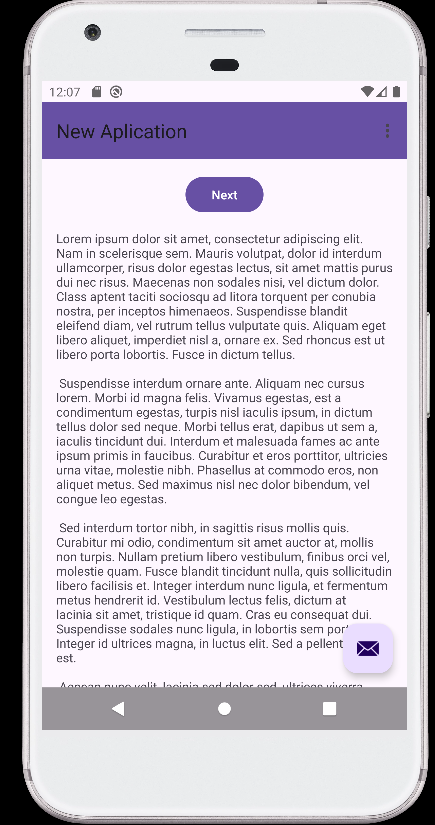 12:07
New Aplication
Next
Lorem ipsum dolor sit amet, consectetur adipiscing elit.
Nam in scelerisque sem. Mauris volutpat, dolor id interdum
ullamcorper, risus dolor egestas lectus, sit amet mattis purus
dui nec risus. Maecenas non sodales nisi, vel dictum dolor.
Class aptent taciti sociosqu ad litora torquent per conubia
nostra, per inceptos himenaeos. Suspendisse blandit
eleifend diam, vel rutrum tellus vulputate quis. Aliquam eget
libero aliquet, imperdiet nisl a, ornare ex. Sed rhoncus est ut
libero porta lobortis. Fusce in dictum tellus.
Suspendisse interdum ornare ante. Aliquam nec cursus
lorem. Morbi id magna felis. Vivamus egestas, est a
condimentum egestas, turpis nisl iaculis ipsum, in dictum
tellus dolor sed neque. Morbi tellus erat, dapibus ut sem a,
iaculis tincidunt dui. Interdum et malesuada fames ac ante
ipsum primis in faucibus. Curabitur et eros porttitor, ultricies
urna vitae, molestie nibh. Phasellus at commodo eros, non
aliquet metus. Sed maximus nisl nec dolor bibendum, vel
congue leo egestas.
Sed interdum tortor nibh, in sagittis risus mollis quis.
Curabitur mi odio, condimentum sit amet auctor at, mollis
non turpis. Nullam pretium libero vestibulum, finibus orci vel,
molestie quam. Fusce blandit tincidunt nulla, quis sollicitudin
libero facilisis et. Integer interdum nunc ligula, et fermentum
metus hendrerit id. Vestibulum lectus felis, dictum at
lacinia sit amet, tristique id quam. Cras eu consequat dui.
Suspendisse sodales nunc ligula, in lobortis sem
Integer id ultrices magna, in luctus elit. Sed a
est.
Aenean nunc velit, lacinia sed dolor sed, ultrices viverra